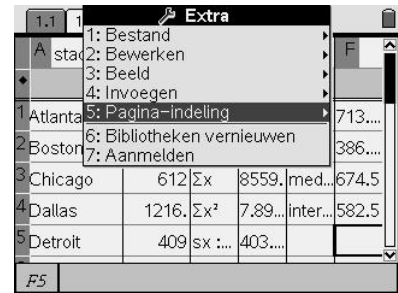 1.1 1 Extra
1: Bestand
A stad 2: Bewerken F
3: Beeld
4: Invoegen
5: Pagina-indeling
1 Atlanta 713....
6: Bibliotheken vernieuwen
2 Boston 386....
7: Aanmelden
3 Chicago 612 Σx 8559. med... 674.5
4 Dallas 1216. Σx² 7.89... inter... 582.5
5 Detroit 409 sx :... 403....
F5